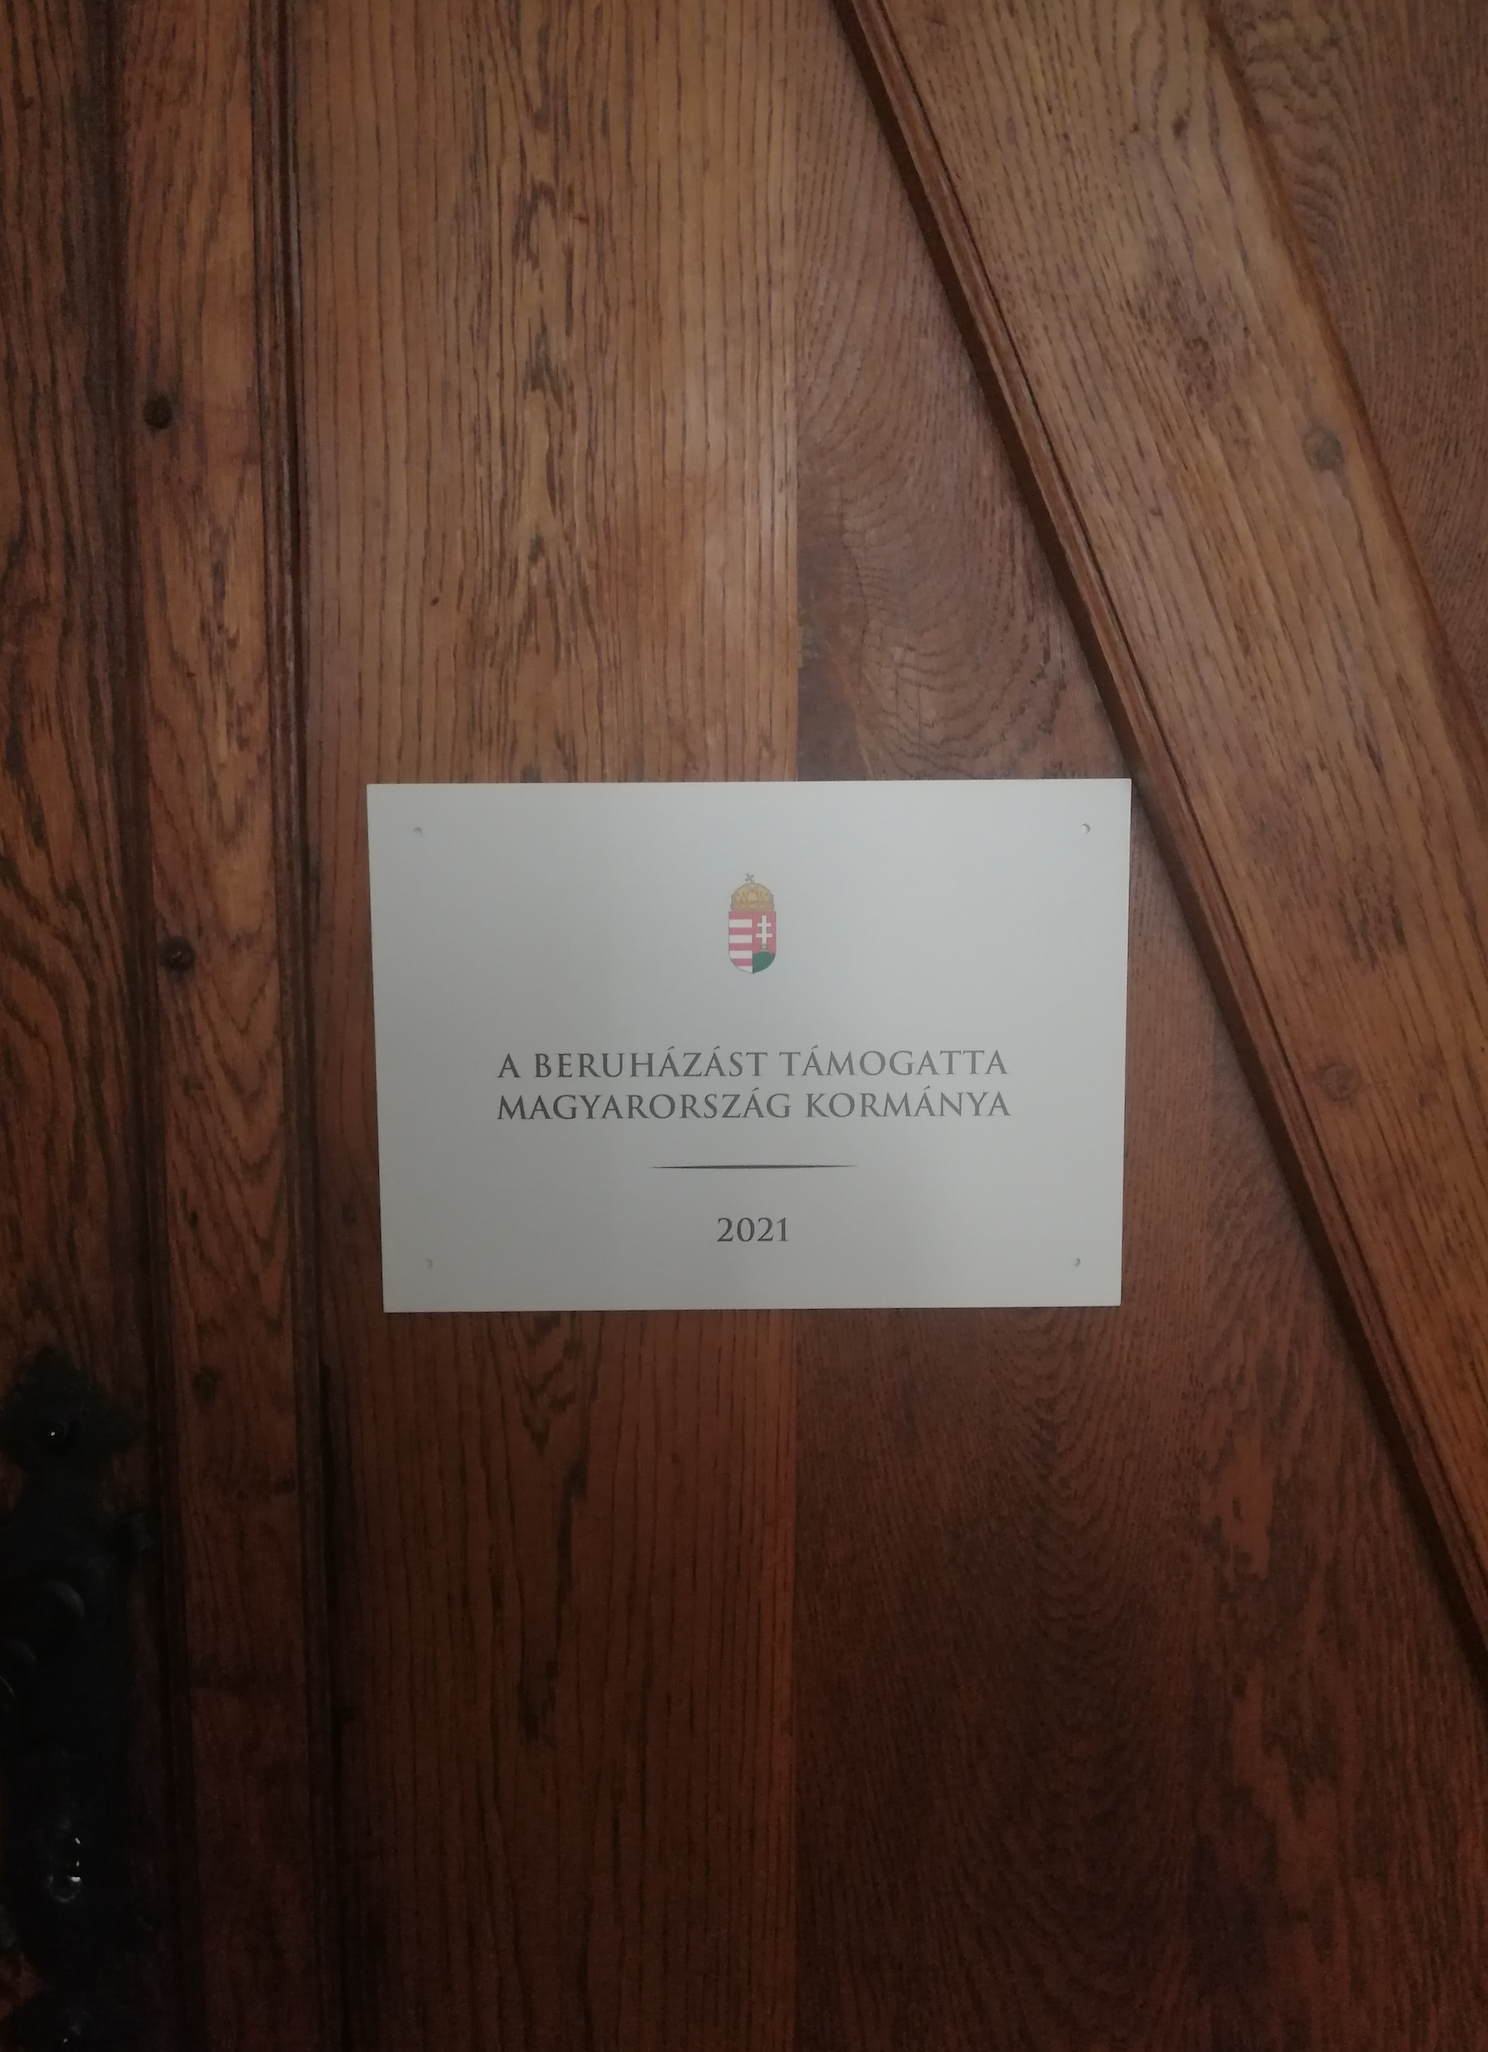 A BERUHÁZÁST TÁMOGATTA
MAGYARORSZÁG KORMÁNYA
2021